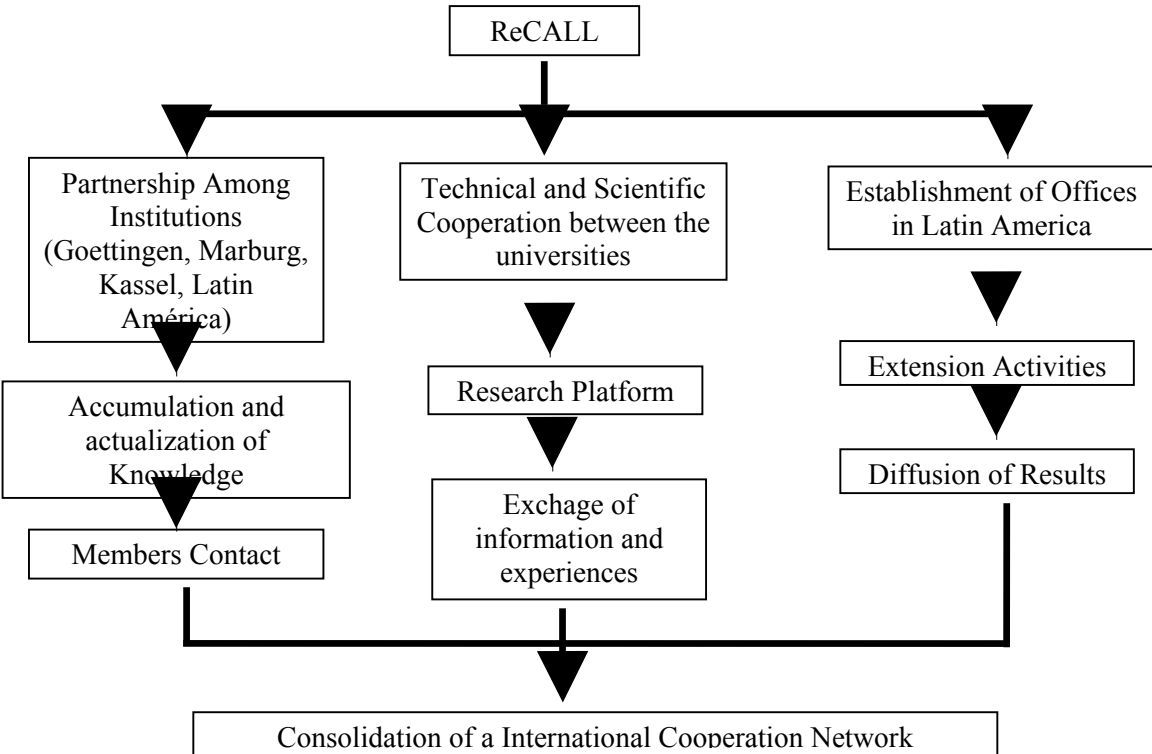 ReCALL
Partnership Among
Institutions
(Goettingen, Marburg,
Kassel, Latin
América)
Technical and Scientific
Cooperation between the
universities
Establishment of Offices
in Latin America
Accumulation and
actualization of
Knowledge
Research Platform
Extension Activities
Members Contact
Exchage of
information and
experiences
Diffusion of Results
Consolidation of a International Cooperation Network